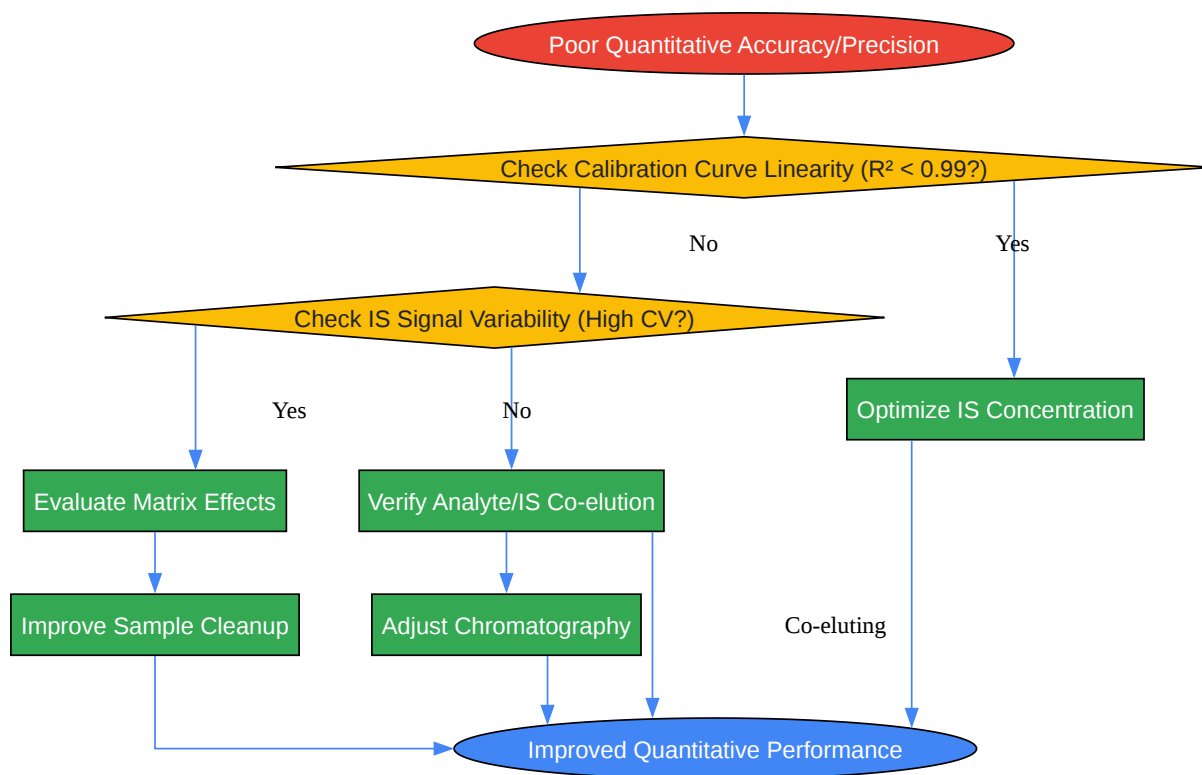 Poor Quantitative Accuracy/Precision
Check Calibration Curve Linearity (R² < 0.99?)
No
Yes
Check IS Signal Variability (High CV?)
Yes
No
Optimize IS Concentration
Evaluate Matrix Effects
Verify Analyte/IS Co-elution
Improve Sample Cleanup
Adjust Chromatography
Co-eluting
Improved Quantitative Performance